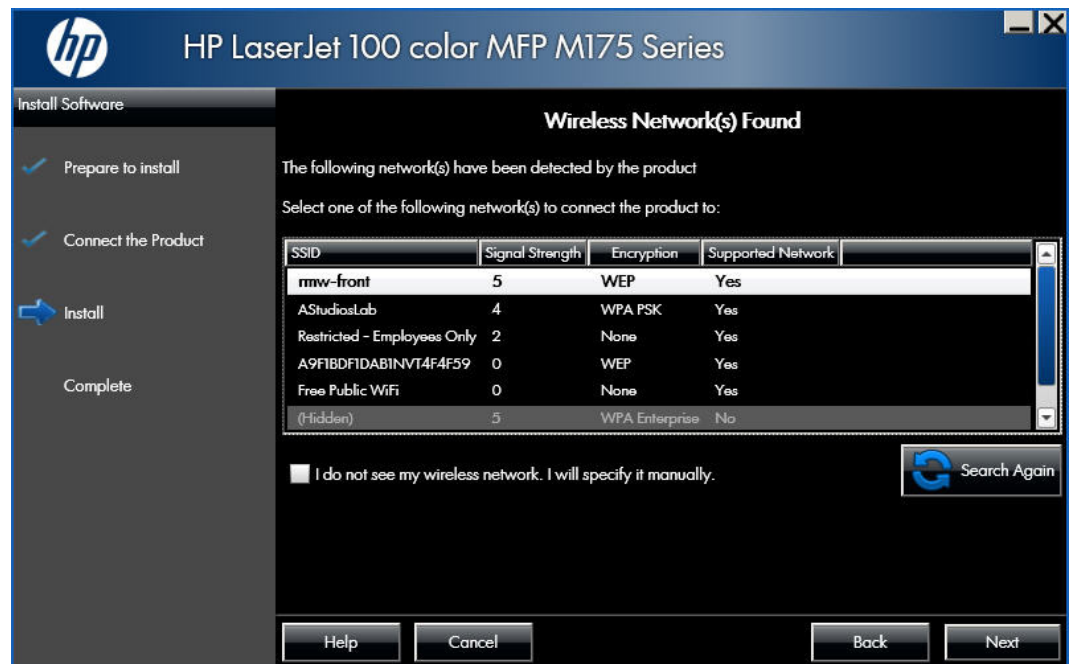 hp HP LaserJet 100 color MFP M175 Series
Install Software
Prepare to install
Connect the Product
Install
Complete
Wireless Network(s) Found
The following network(s) have been detected by the product
Select one of the following network(s) to connect the product to:
SSID Signal Strength Encryption Supported Network
rmw-front 5 WEP Yes
AStudiosLab 4 WPA PSK Yes
Restricted - Employees Only 2 None Yes
A9F1BDF1DAB1NVT4F4F59 0 WEP Yes
Free Public WiFi 0 None Yes
(Hidden) 5 WPA Enterprise No
I do not see my wireless network. I will specify it manually.
Search Again
Help Cancel Back Next